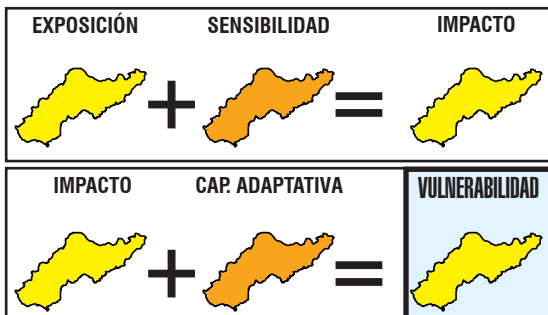 EXPOSICIÓN SENSIBILIDAD IMPACTO
+ =
IMPACTO CAP. ADAPTATIVA VULNERABILIDAD
+ =